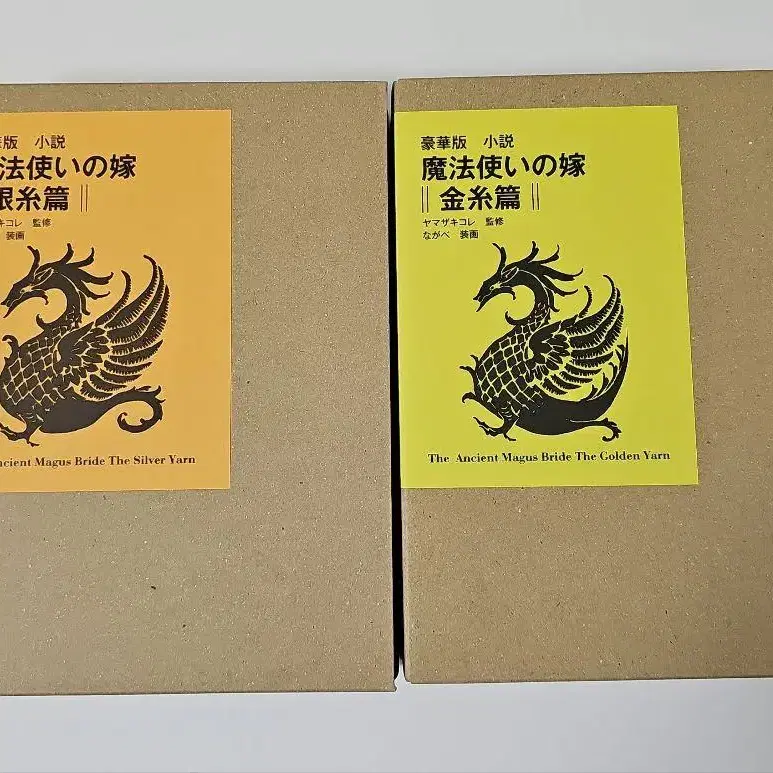 版 小説
法使いの嫁
銀糸篇 ||
キコレ 監修
装画
ncient Magus Bride The Silver Yarn
豪華版 小説
魔法使いの嫁
|| 金糸篇 ||
ヤマザキコレ 監修
ながべ 装画
The Ancient Magus Bride The Golden Yarn